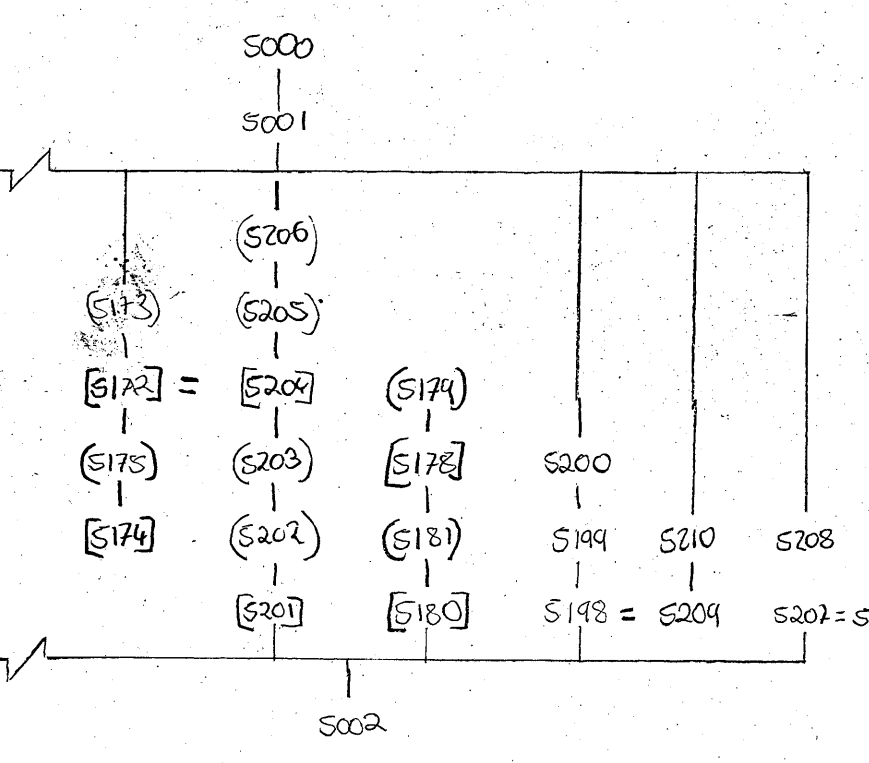 5000
5001
(5206)
(5173) (5205)
[5172] = [5204] (5179)
(5175) (5203) [5178] 5200
[5174] (5202) (5181) 5199 5210 5208
[5201] [5180] 5198 = 5209 5207 = 5
5002